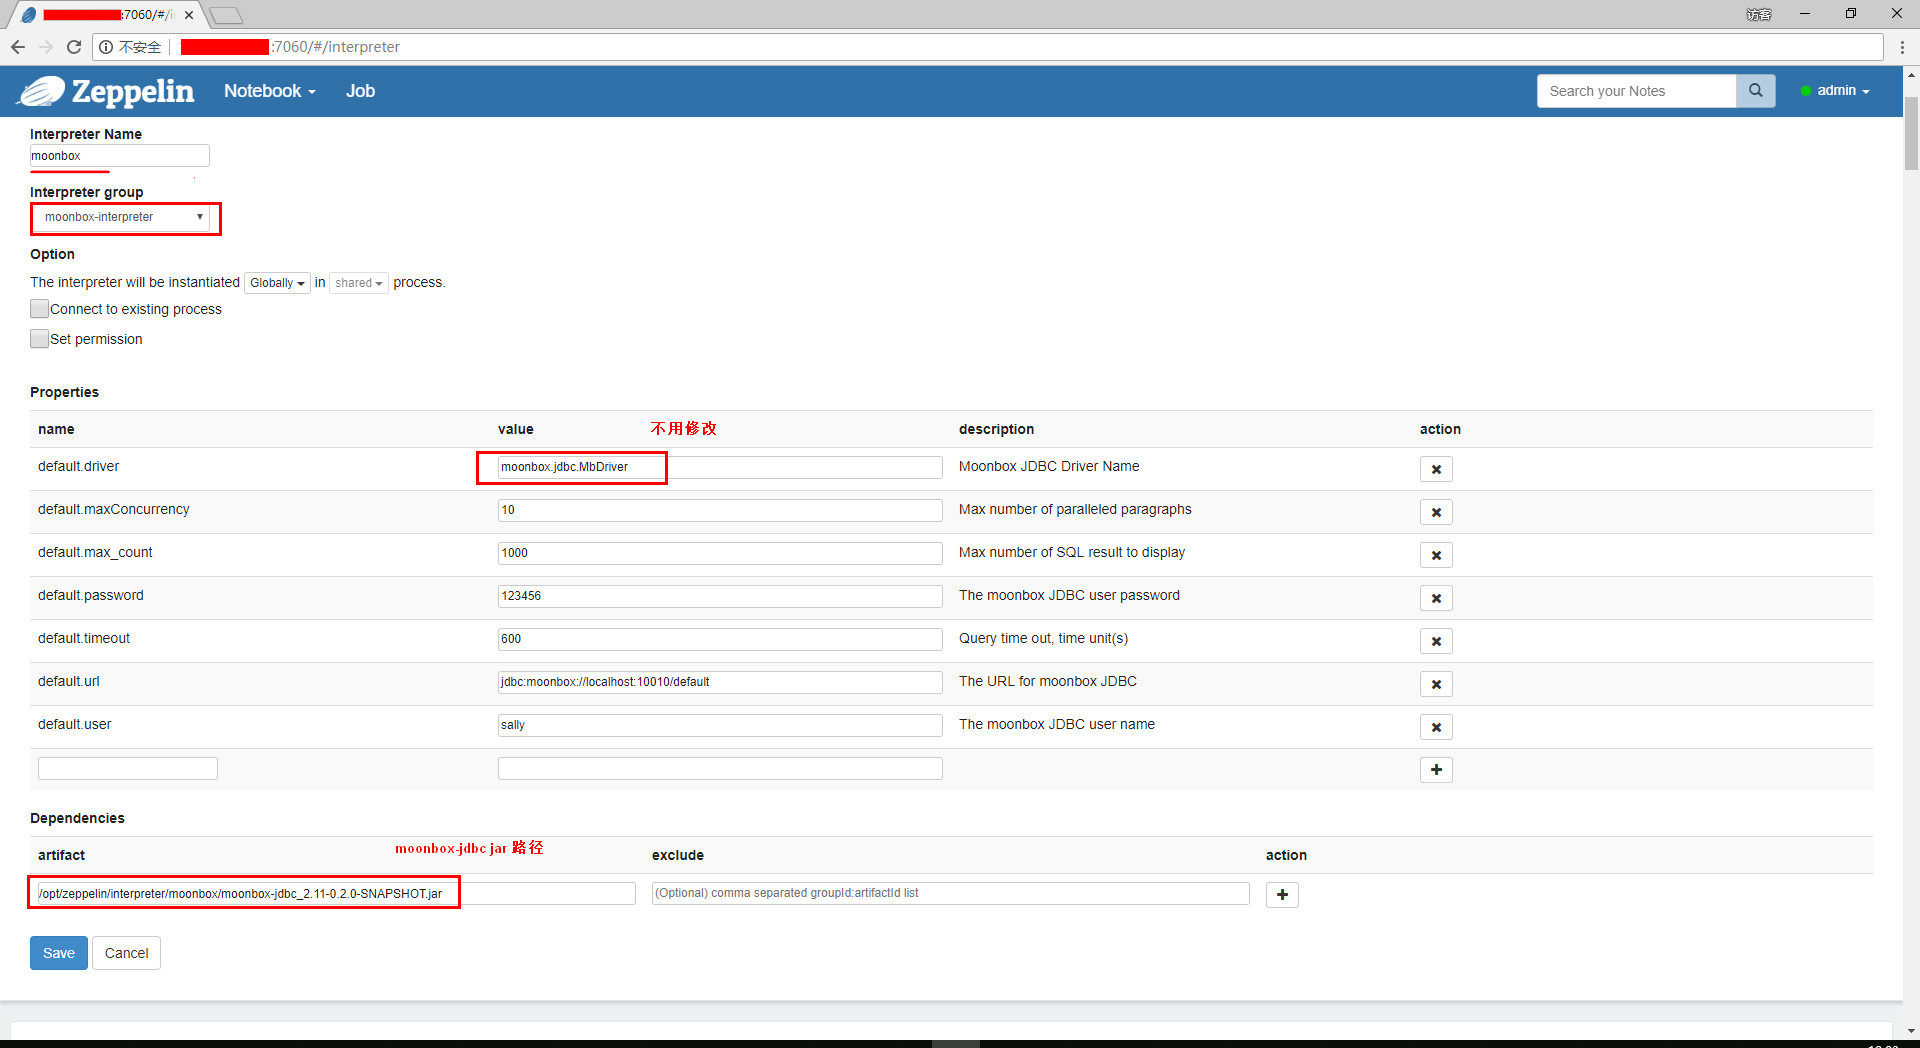 :7060/#/i
访客
不安全
:7060/#/interpreter
Zeppelin
Notebook
Job
Search your Notes
admin
Interpreter Name
moonbox
Interpreter group
moonbox-interpreter
Option
The interpreter will be instantiated Globally in shared process.
Connect to existing process
Set permission
Properties
name value 不用修改 description action
default.driver moonbox.jdbc.MbDriver Moonbox JDBC Driver Name
default.maxConcurrency 10 Max number of paralleled paragraphs
default.max_count 1000 Max number of SQL result to display
default.password 123456 The moonbox JDBC user password
default.timeout 600 Query time out, time unit(s)
default.url jdbc:moonbox://localhost:10010/default The URL for moonbox JDBC
default.user sally The moonbox JDBC user name
Dependencies
artifact moonbox-jdbc jar 路径 exclude action
/opt/zeppelin/interpreter/moonbox/moonbox-jdbc_2.11-0.2.0-SNAPSHOT.jar (Optional) comma separated groupId:artifactId list
Save Cancel